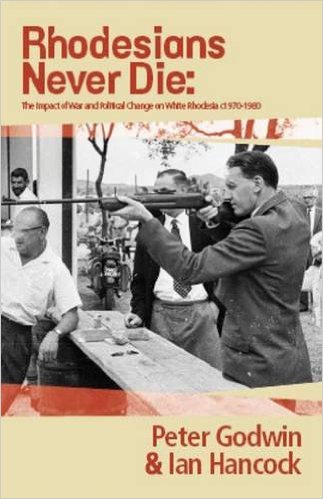 Rhodesians
Never Die:
The Impact of War and Political Change on White Rhodesia c1970-1980
Peter Godwin
& Ian Hancock